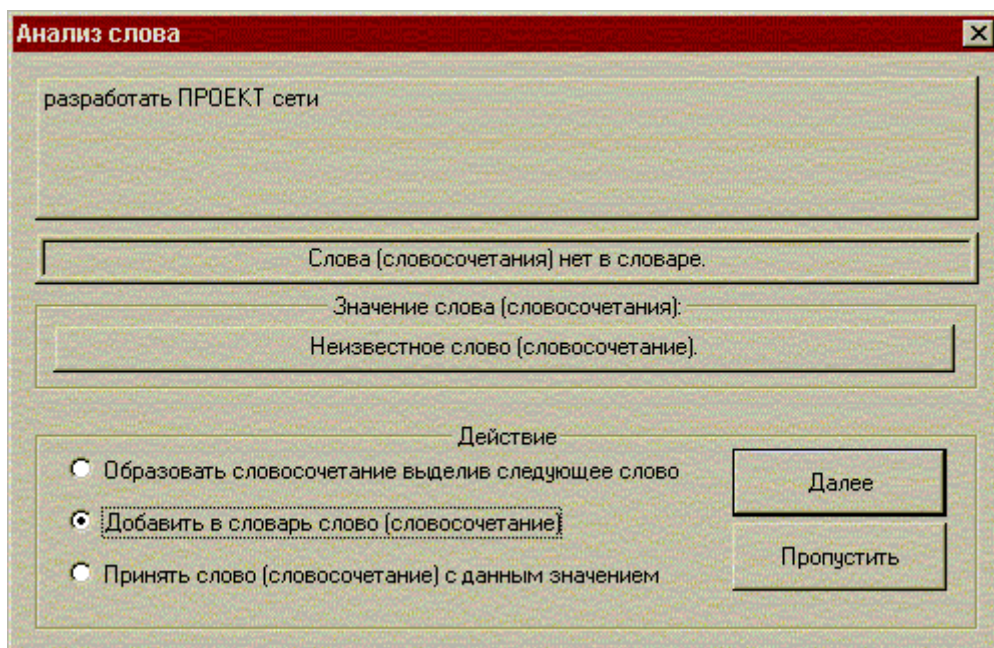 Анализ слова
разработать ПРОЕКТ сети
Слова (словосочетания) нет в словаре.
Значение слова (словосочетания):
Неизвестное слово (словосочетание).
Действие
Образовать словосочетание выделив следующее слово
Добавить в словарь слово (словосочетание)
Принять слово (словосочетание) с данным значением
Далее
Пропустить